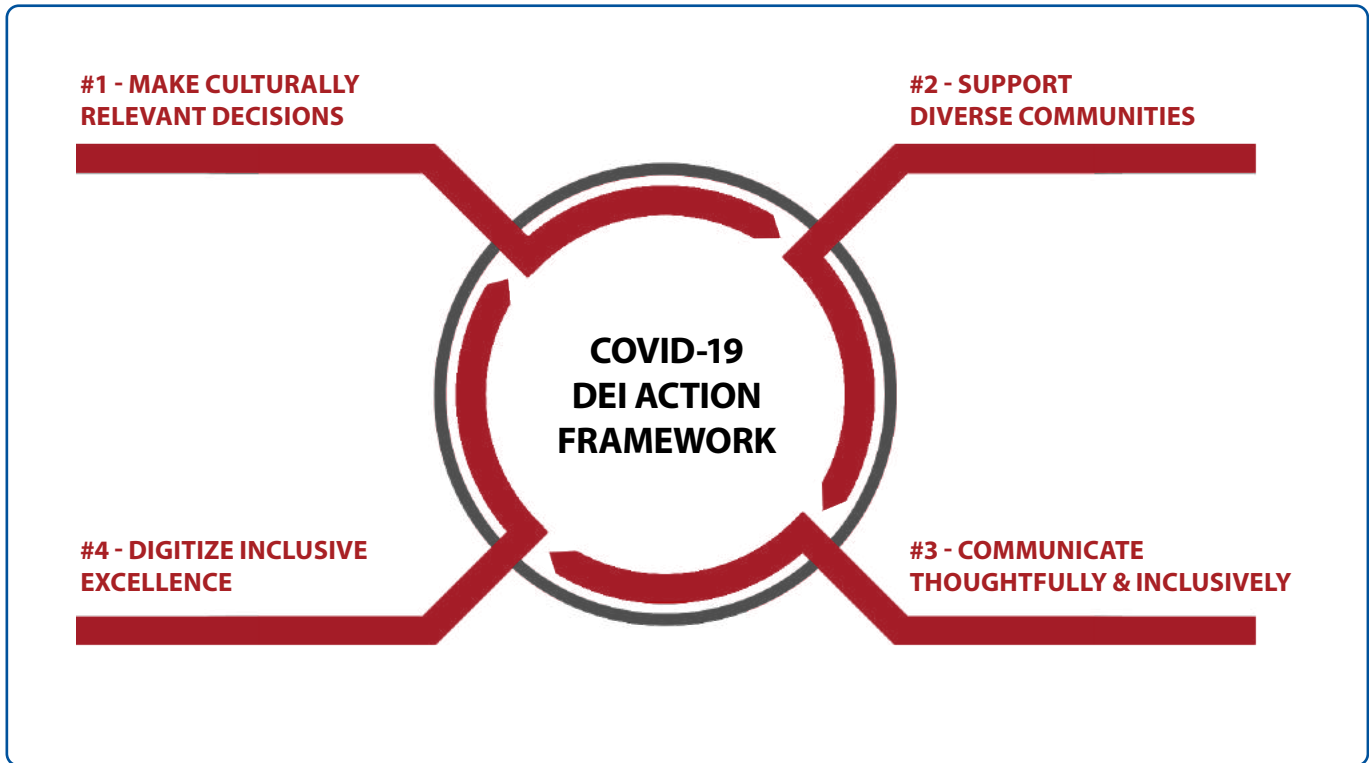 #1 - MAKE CULTURALLY
RELEVANT DECISIONS
#2 - SUPPORT
DIVERSE COMMUNITIES
COVID-19
DEI ACTION
FRAMEWORK
#4 - DIGITIZE INCLUSIVE
EXCELLENCE
#3 - COMMUNICATE
THOUGHTFULLY & INCLUSIVELY